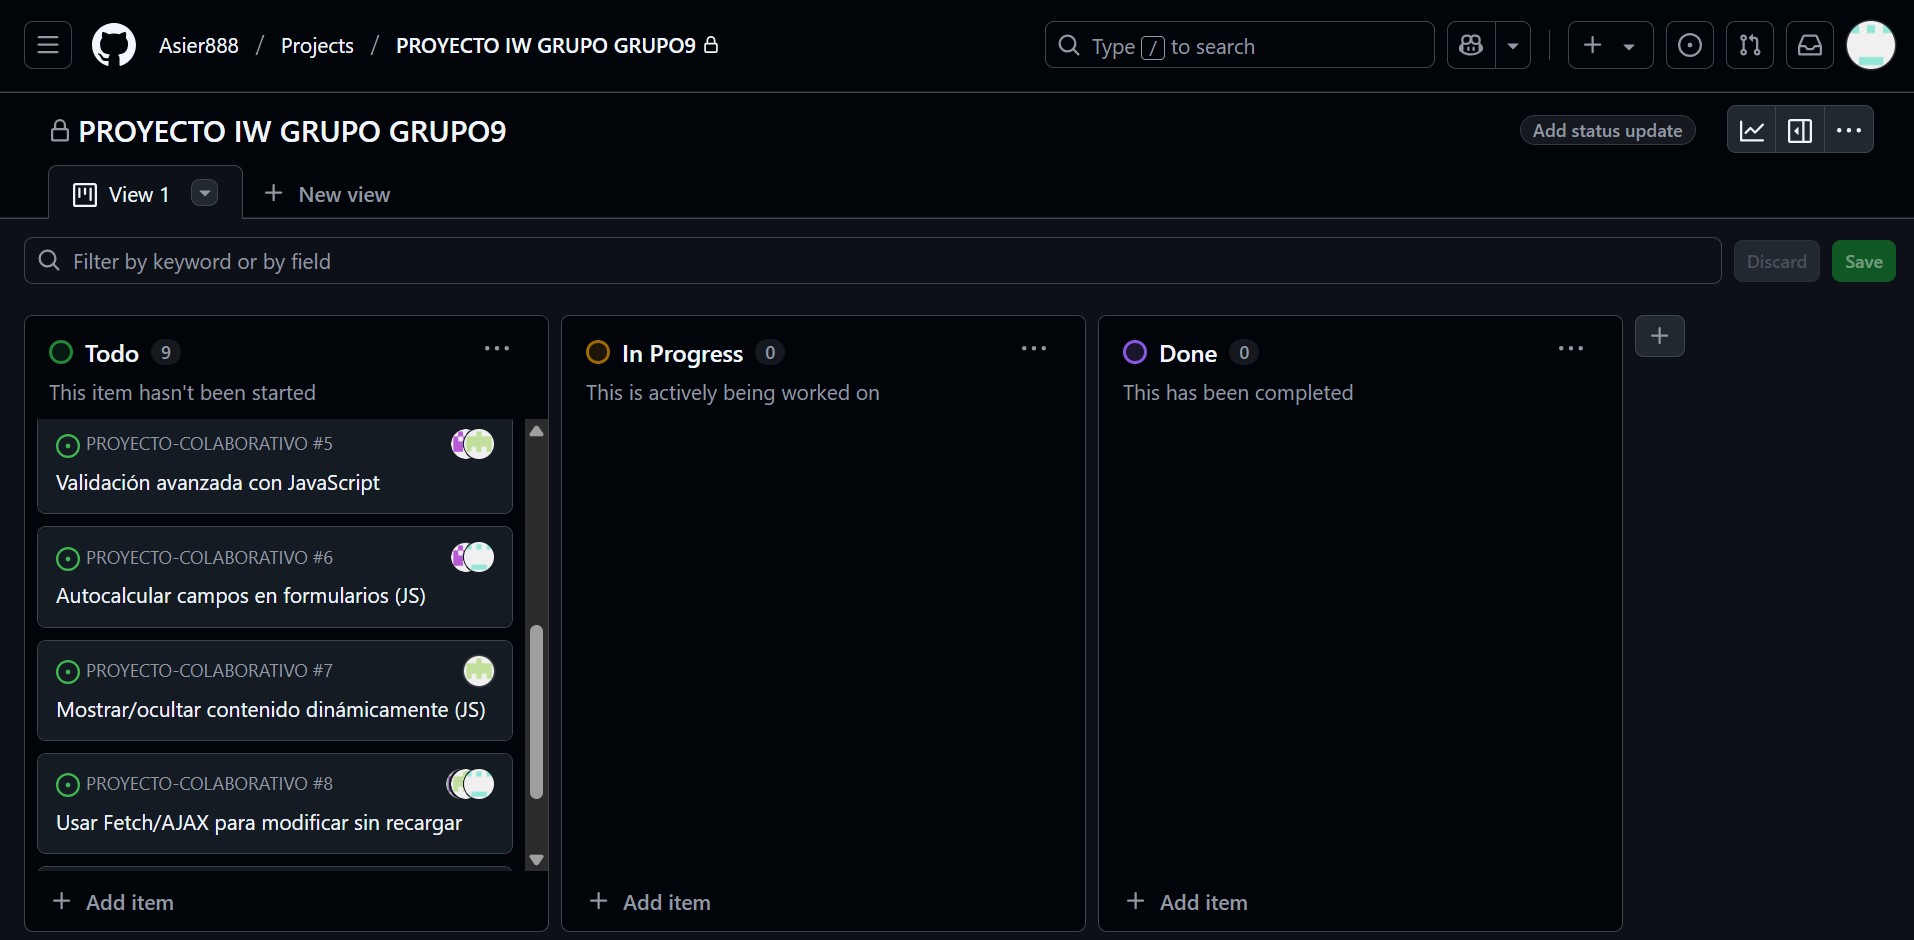 Asier888 / Projects / PROYECTO IW GRUPO GRUPO9
Type / to search
PROYECTO IW GRUPO GRUPO9
Add status update
View 1
New view
Filter by keyword or by field
Discard
Save
Todo 9
This item hasn't been started
PROYECTO-COLABORATIVO #5
Validación avanzada con JavaScript
PROYECTO-COLABORATIVO #6
Autocalcular campos en formularios (JS)
PROYECTO-COLABORATIVO #7
Mostrar/ocultar contenido dinámicamente (JS)
PROYECTO-COLABORATIVO #8
Usar Fetch/AJAX para modificar sin recargar
Add item
In Progress 0
This is actively being worked on
Add item
Done 0
This has been completed
Add item